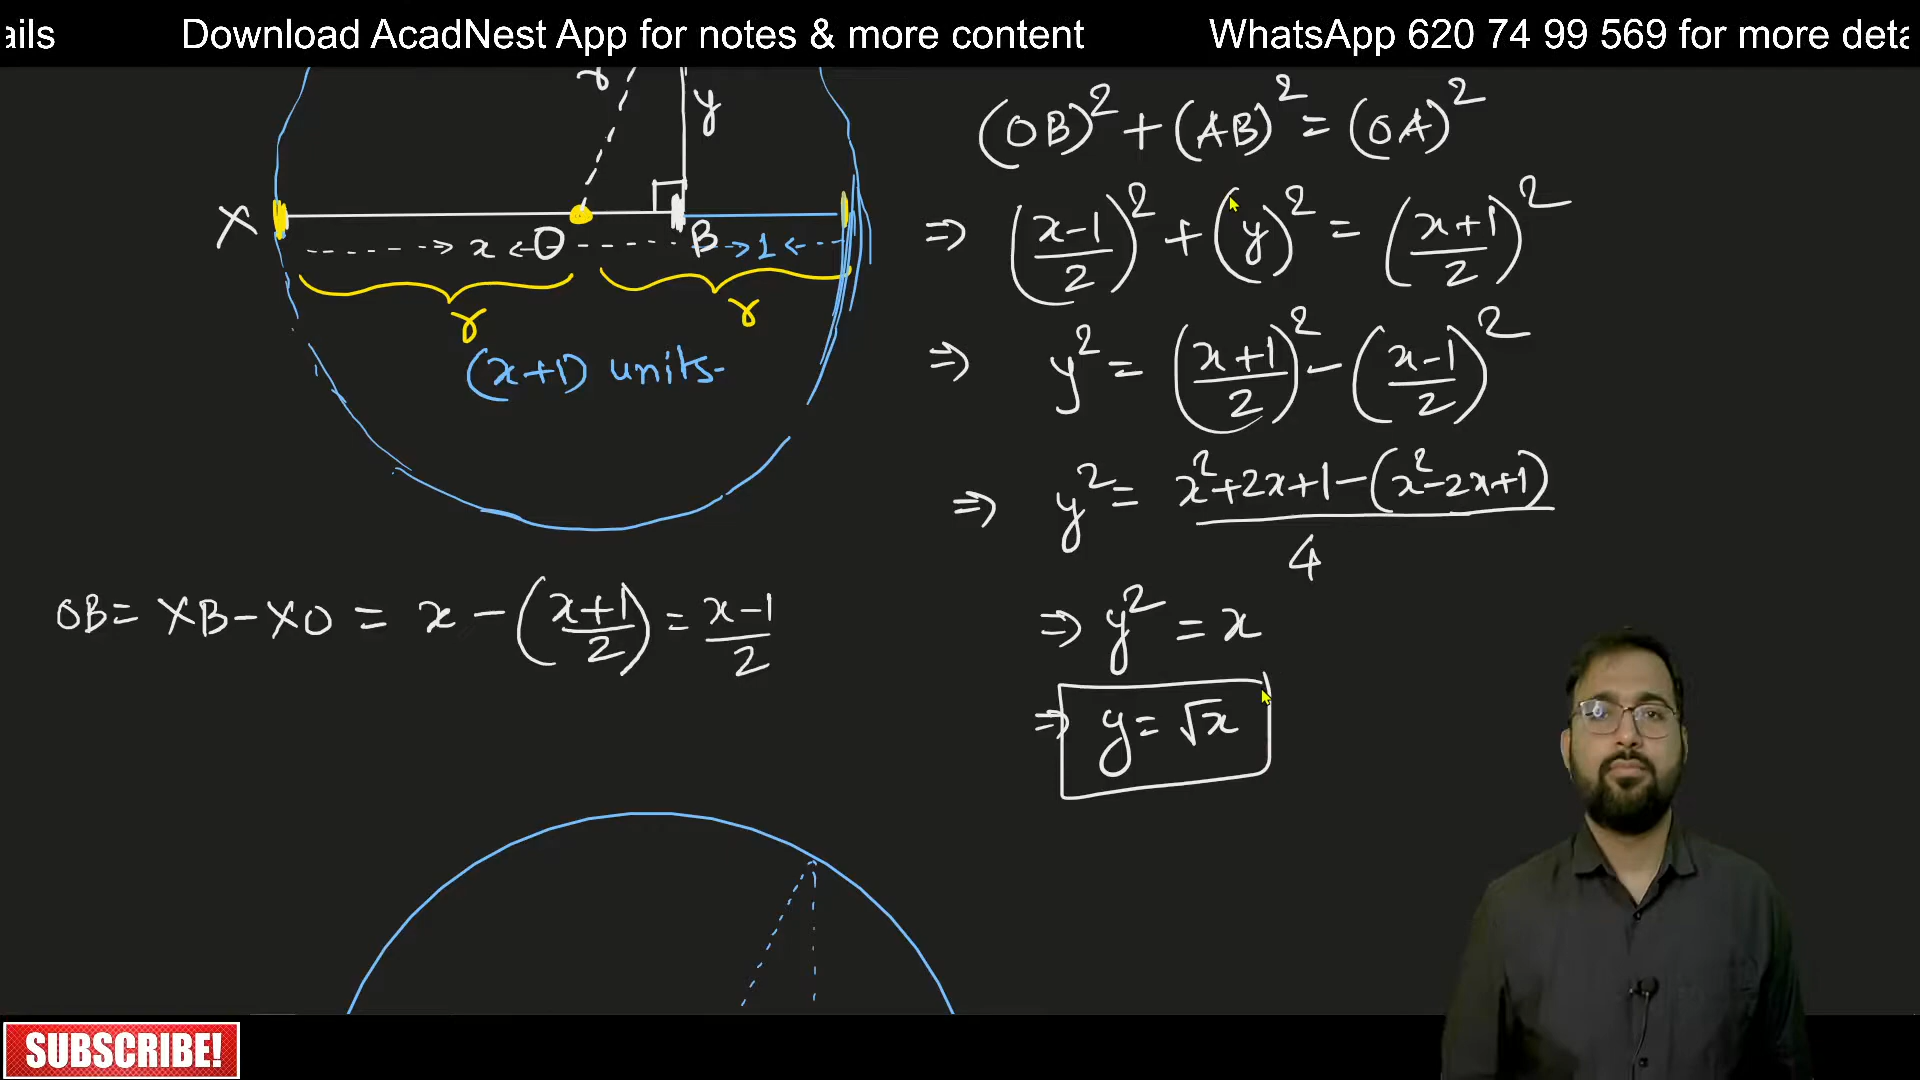 ails Download AcadNest App for notes & more content WhatsApp 620 74 99 569 for more deta
r
y
X x O B 1
r r
(x+1) units
OB = XB - XO = x - (x+1/2) = x-1/2
(OB)² + (AB)² = (OA)²
⇒ (x-1/2)² + (y)² = (x+1/2)²
⇒ y² = (x+1/2)² - (x-1/2)²
⇒ y² = x²+2x+1-(x²-2x+1)/4
⇒ y² = x
⇒ y = √x
SUBSCRIBE!